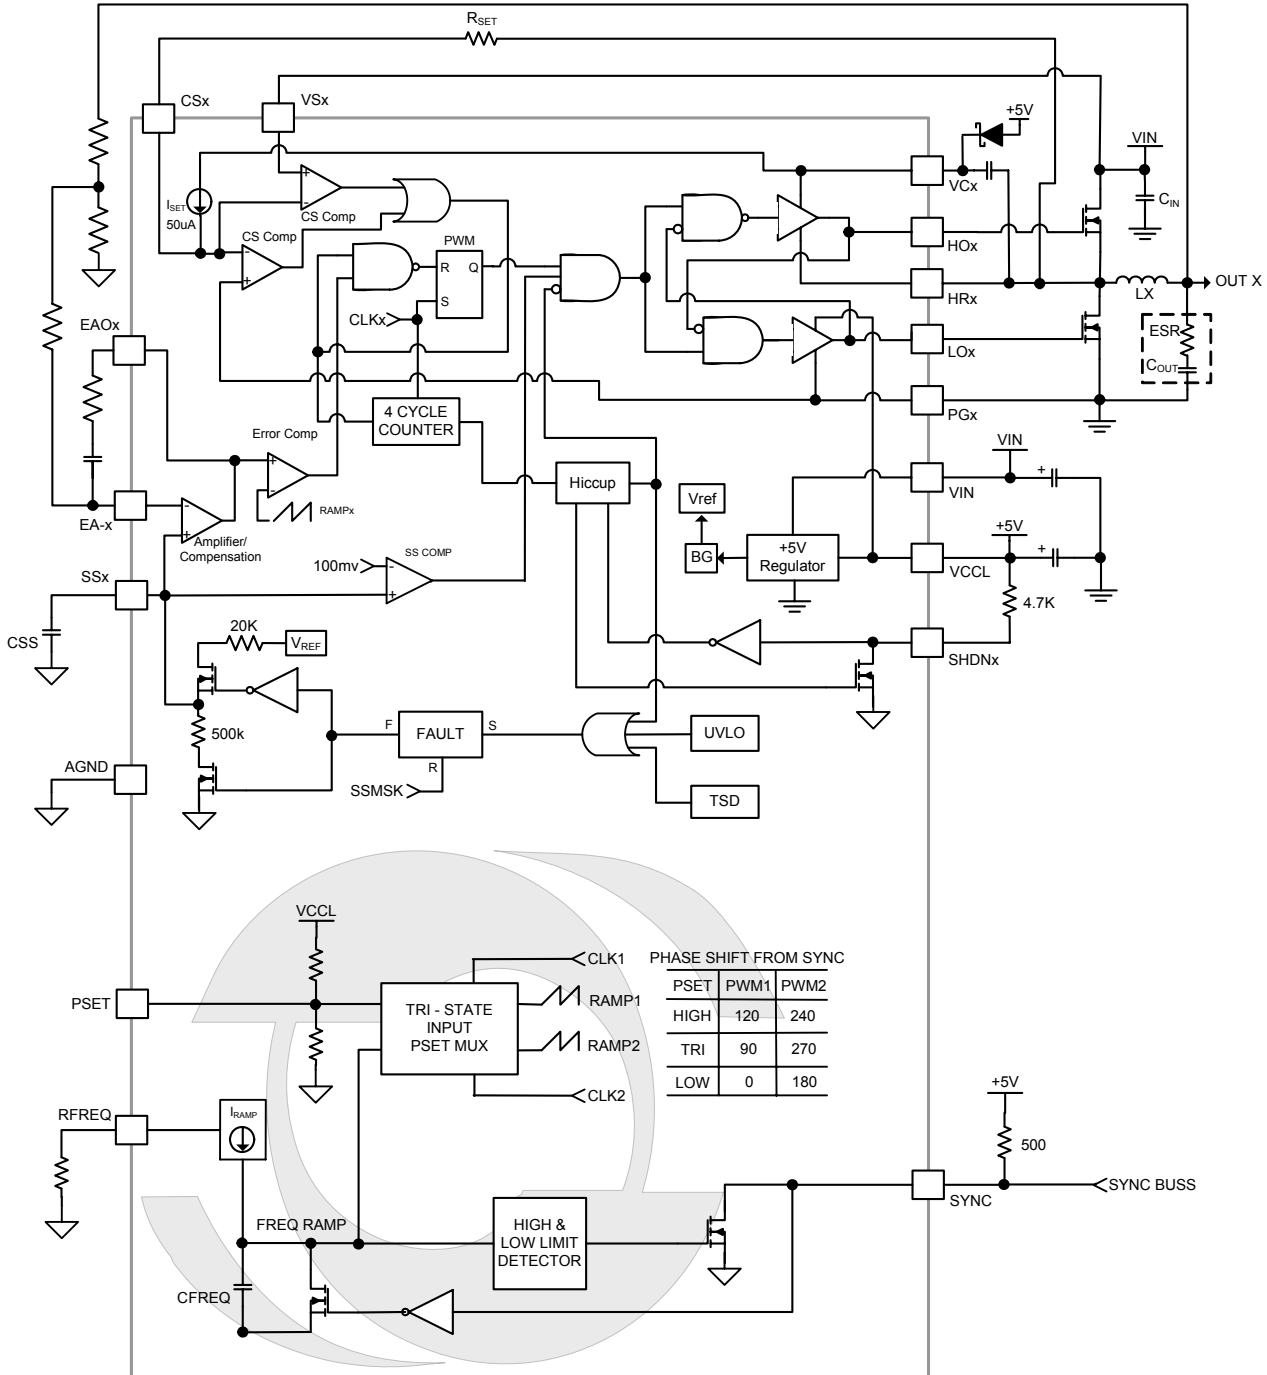 R SET
CSx
VSx
+5V
VIN
VCx
I SET
50uA
CS Comp
CIN
CS Comp
PWM
HOx
R
Q
S
HRx
LX
OUT X
EAOx
CLKx
ESR
LOx
COUT
4 CYCLE
COUNTER
PGx
Error Comp
VIN
Hiccup
VIN
Vref
RAMPx
EA-x
+
+5V
Amplifier/
Compensation
SS COMP
BG
+5V
Regulator
+
100mv
VCCL
SSx
4.7K
CSS
20K
VREF
SHDNx
500k
F
FAULT
S
UVLO
AGND
R
SSMSK
TSD
VCCL
CLK1
PHASE SHIFT FROM SYNC
PSET PWM1 PWM2
PSET
TRI - STATE
INPUT
PSET MUX
RAMP1
HIGH 120 240
RAMP2
TRI 90 270
LOW 0 180
CLK2
+5V
RFREQ
IRAMP
500
SYNC BUSS
SYNC
FREQ RAMP
HIGH &
LOW LIMIT
DETECTOR
CFREQ